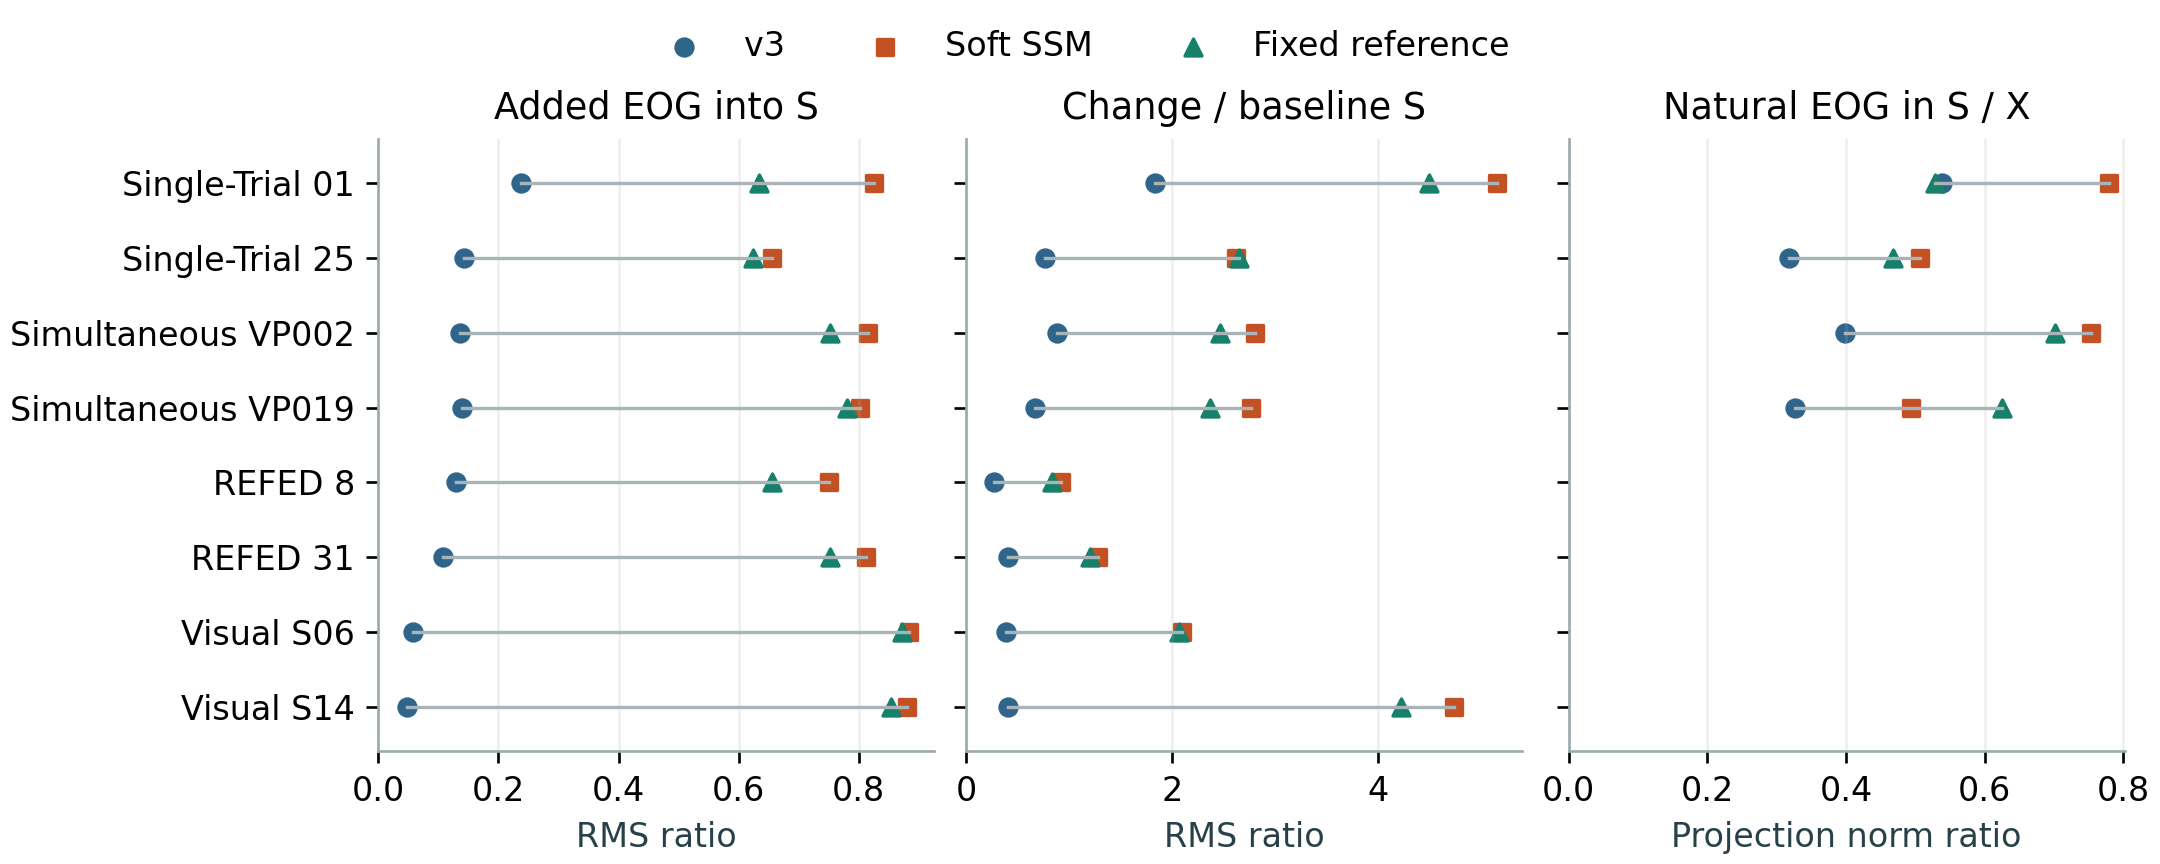 v3 Soft SSM Fixed reference
Added EOG into S
Change / baseline S
Natural EOG in S / X
Single-Trial 01
Single-Trial 25
Simultaneous VP002
Simultaneous VP019
REFED 8
REFED 31
Visual S06
Visual S14
0.0 0.2 0.4 0.6 0.8
0 2 4
0.0 0.2 0.4 0.6 0.8
RMS ratio
RMS ratio
Projection norm ratio